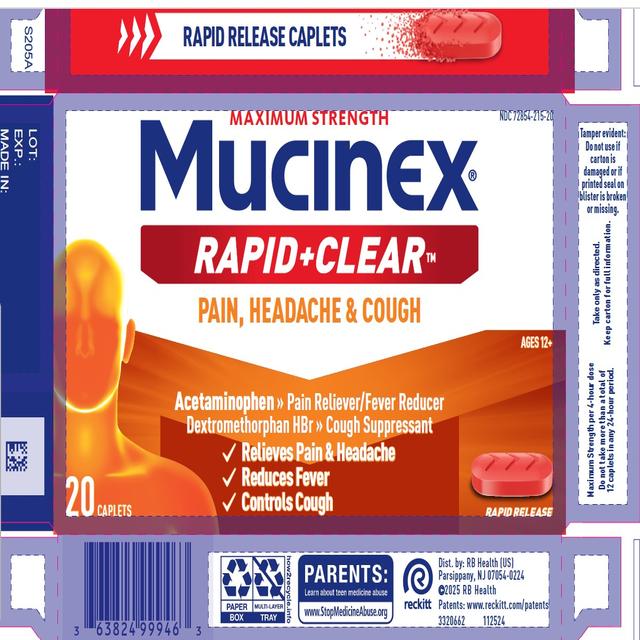 RAPID RELEASE CAPLETS
S205A
LOT:
EXP.:
MADE IN:
MAXIMUM STRENGTH
NDC 72854-215-20
Mucinex®
RAPID+CLEAR™
PAIN, HEADACHE & COUGH
AGES 12+
Acetaminophen » Pain Reliever/Fever Reducer
Dextromethorphan HBr » Cough Suppressant
✓ Relieves Pain & Headache
✓ Reduces Fever
✓ Controls Cough
20 CAPLETS
RAPID RELEASE
Tamper evident:
Do not use if
carton is
damaged or if
printed seal on
blister is broken
or missing.
Take only as directed.
Keep carton for full information.
Maximum Strength per 4-hour dose
Do not take more than a total of
12 caplets in any 24-hour period.
3 63824 99946 3
PAPER
BOX
MULTI-LAYER
TRAY
how2recycle.info
PARENTS:
Learn about teen medicine abuse
www.StopMedicineAbuse.org
reckitt
Dist. by: RB Health (US)
Parsippany, NJ 07054-0224
©2025 RB Health
Patents: www.reckitt.com/patents
3320662 112524